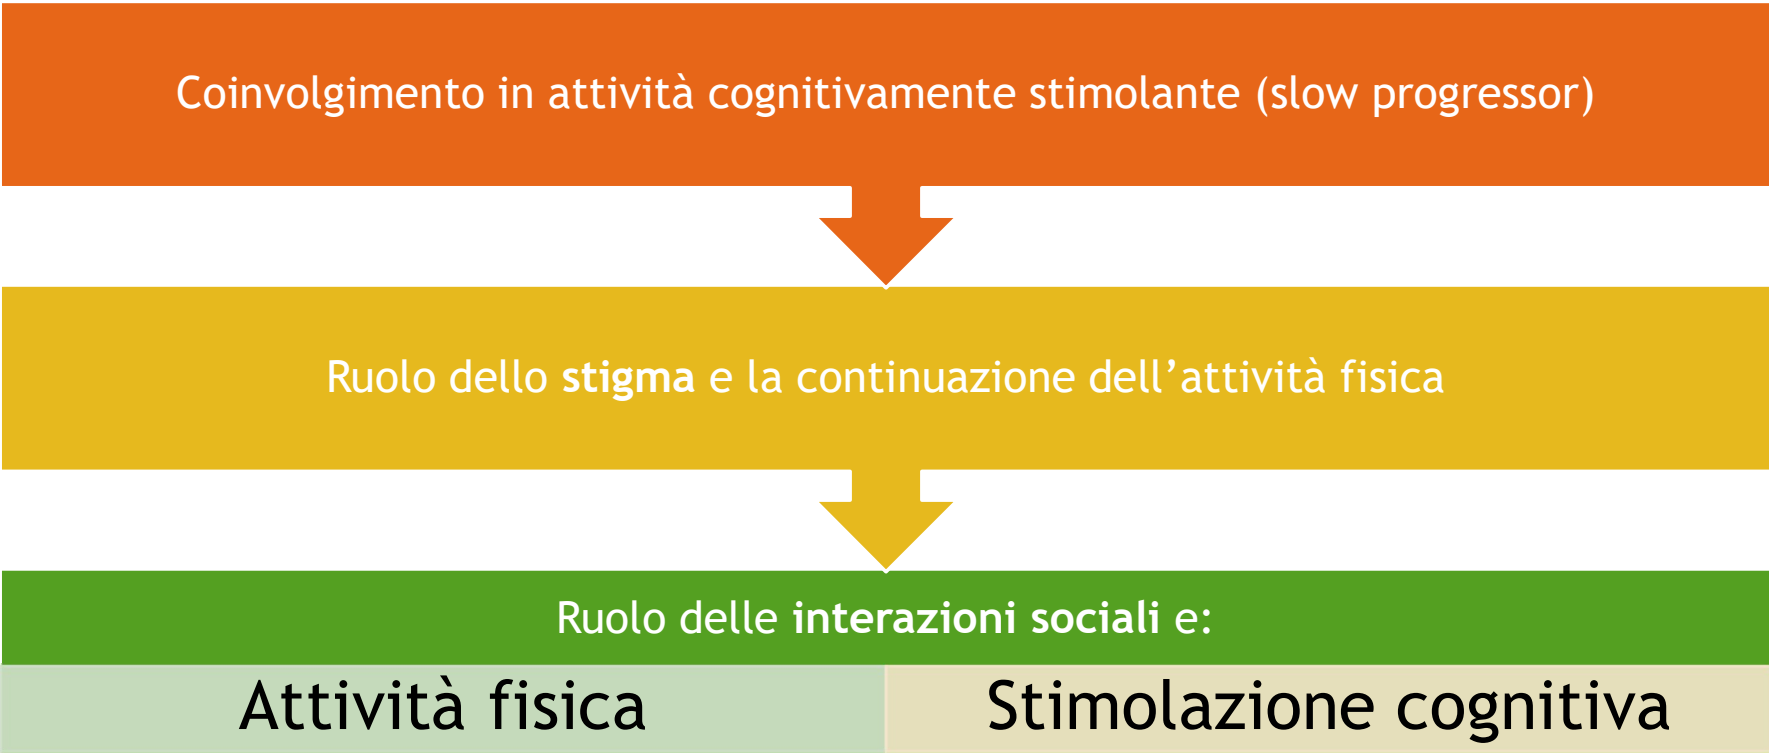 Coinvolgimento in attività cognitivamente stimolante (slow progressor)
Ruolo dello stigma e la continuazione dell’attività fisica
Ruolo delle interazioni sociali e:
Attività fisica
Stimolazione cognitiva